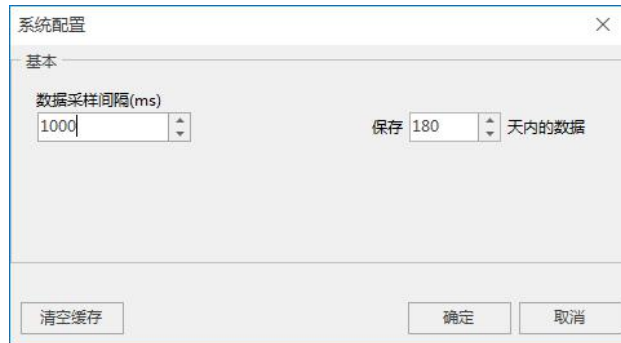 系统配置
基本
数据采样间隔(ms)
1000
保存 180 天内的数据
清空缓存 确定 取消